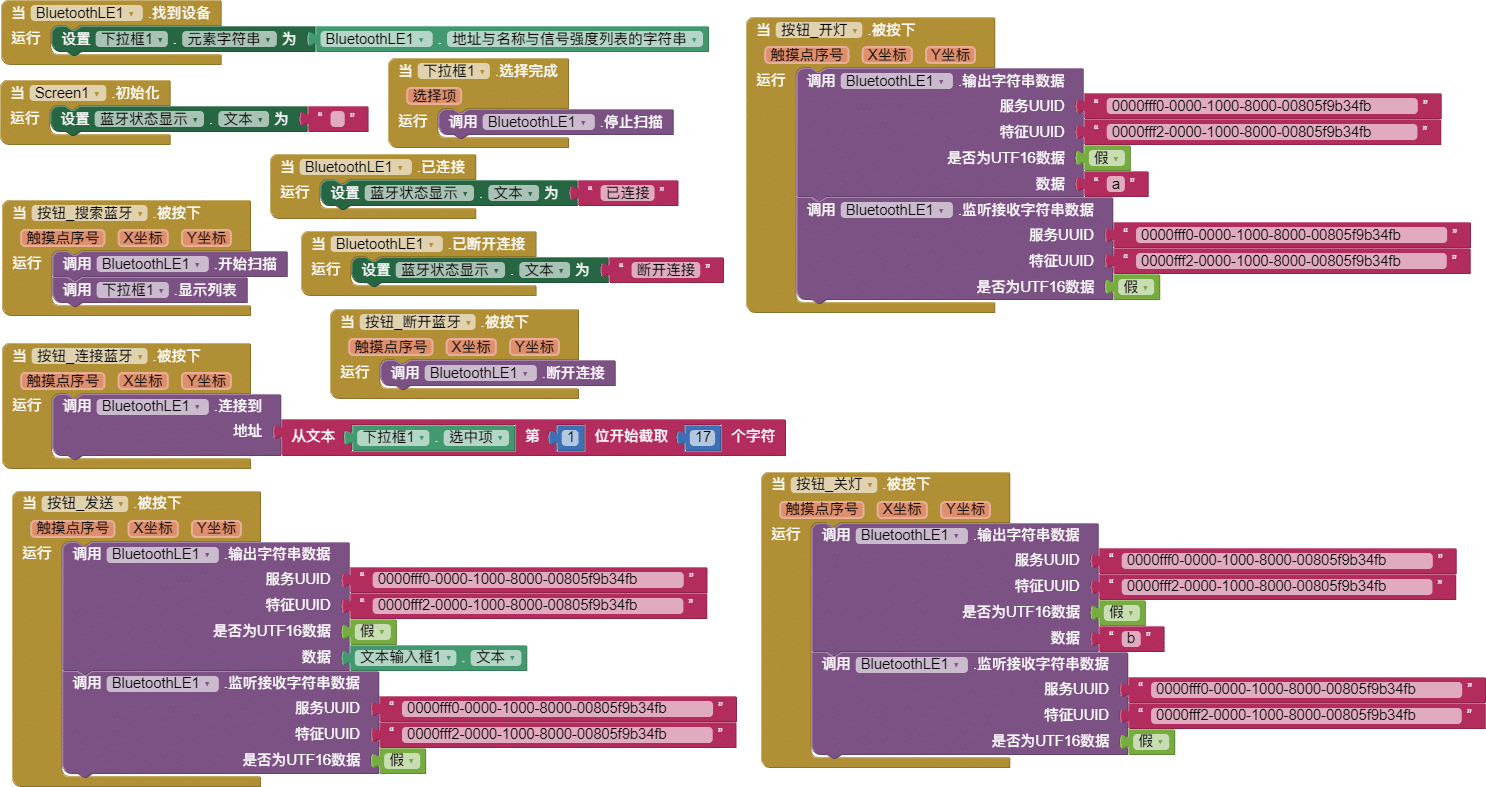 当 BluetoothLE1 .找到设备
运行 设置 下拉框1 . 元素字符串 为 BluetoothLE1 . 地址与名称与信号强度列表的字符串
当 Screen1 .初始化
运行 设置 蓝牙状态显示 . 文本 为 “ ”
当 下拉框1 .选择完成
选择项
运行 调用 BluetoothLE1 .停止扫描
当 BluetoothLE1 .已连接
运行 设置 蓝牙状态显示 . 文本 为 “ 已连接 ”
当 按钮_搜索蓝牙 .被按下
触摸点序号 X坐标 Y坐标
运行 调用 BluetoothLE1 .开始扫描
调用 下拉框1 .显示列表
当 BluetoothLE1 .已断开连接
运行 设置 蓝牙状态显示 . 文本 为 “ 断开连接 ”
当 按钮_断开蓝牙 .被按下
触摸点序号 X坐标 Y坐标
运行 调用 BluetoothLE1 .断开连接
当 按钮_连接蓝牙 .被按下
触摸点序号 X坐标 Y坐标
运行 调用 BluetoothLE1 .连接到
地址 从文本 下拉框1 . 选中项 第 1 位开始截取 17 个字符
当 按钮_发送 .被按下
触摸点序号 X坐标 Y坐标
运行 调用 BluetoothLE1 .输出字符串数据
服务UUID “ 0000fff0-0000-1000-8000-00805f9b34fb ”
特征UUID “ 0000fff2-0000-1000-8000-00805f9b34fb ”
是否为UTF16数据 假
数据 文本输入框1 . 文本
调用 BluetoothLE1 .监听接收字符串数据
服务UUID “ 0000fff0-0000-1000-8000-00805f9b34fb ”
特征UUID “ 0000fff2-0000-1000-8000-00805f9b34fb ”
是否为UTF16数据 假
当 按钮_开灯 .被按下
触摸点序号 X坐标 Y坐标
运行 调用 BluetoothLE1 .输出字符串数据
服务UUID “ 0000fff0-0000-1000-8000-00805f9b34fb ”
特征UUID “ 0000fff2-0000-1000-8000-00805f9b34fb ”
是否为UTF16数据 假
数据 “ a ”
调用 BluetoothLE1 .监听接收字符串数据
服务UUID “ 0000fff0-0000-1000-8000-00805f9b34fb ”
特征UUID “ 0000fff2-0000-1000-8000-00805f9b34fb ”
是否为UTF16数据 假
当 按钮_关灯 .被按下
触摸点序号 X坐标 Y坐标
运行 调用 BluetoothLE1 .输出字符串数据
服务UUID “ 0000fff0-0000-1000-8000-00805f9b34fb ”
特征UUID “ 0000fff2-0000-1000-8000-00805f9b34fb ”
是否为UTF16数据 假
数据 “ b ”
调用 BluetoothLE1 .监听接收字符串数据
服务UUID “ 0000fff0-0000-1000-8000-00805f9b34fb ”
特征UUID “ 0000fff2-0000-1000-8000-00805f9b34fb ”
是否为UTF16数据 假